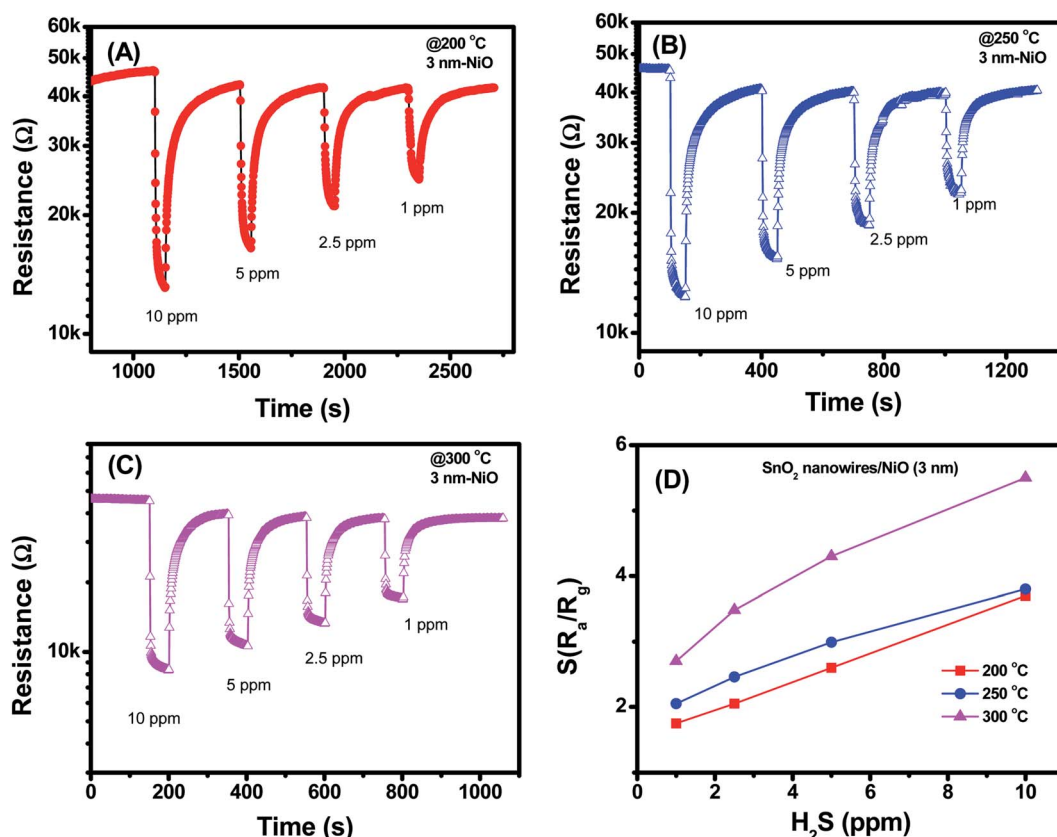 (A)
@200 °C
3 nm-NiO
60k
50k
40k
30k
20k
10k
Resistance (Ω)
10 ppm
5 ppm
2.5 ppm
1 ppm
1000
1500
2000
2500
Time (s)
(B)
@250 °C
3 nm-NiO
60k
50k
40k
30k
20k
10k
Resistance (Ω)
10 ppm
5 ppm
2.5 ppm
1 ppm
0
400
800
1200
Time (s)
(C)
@300 °C
3 nm-NiO
10k
Resistance (Ω)
10 ppm
5 ppm
2.5 ppm
1 ppm
0
200
400
600
800
1000
Time (s)
(D)
SnO₂ nanowires/NiO (3 nm)
6
4
2
S(Rₐ/R_g)
200 °C
250 °C
300 °C
0
2
4
6
8
10
H₂S (ppm)